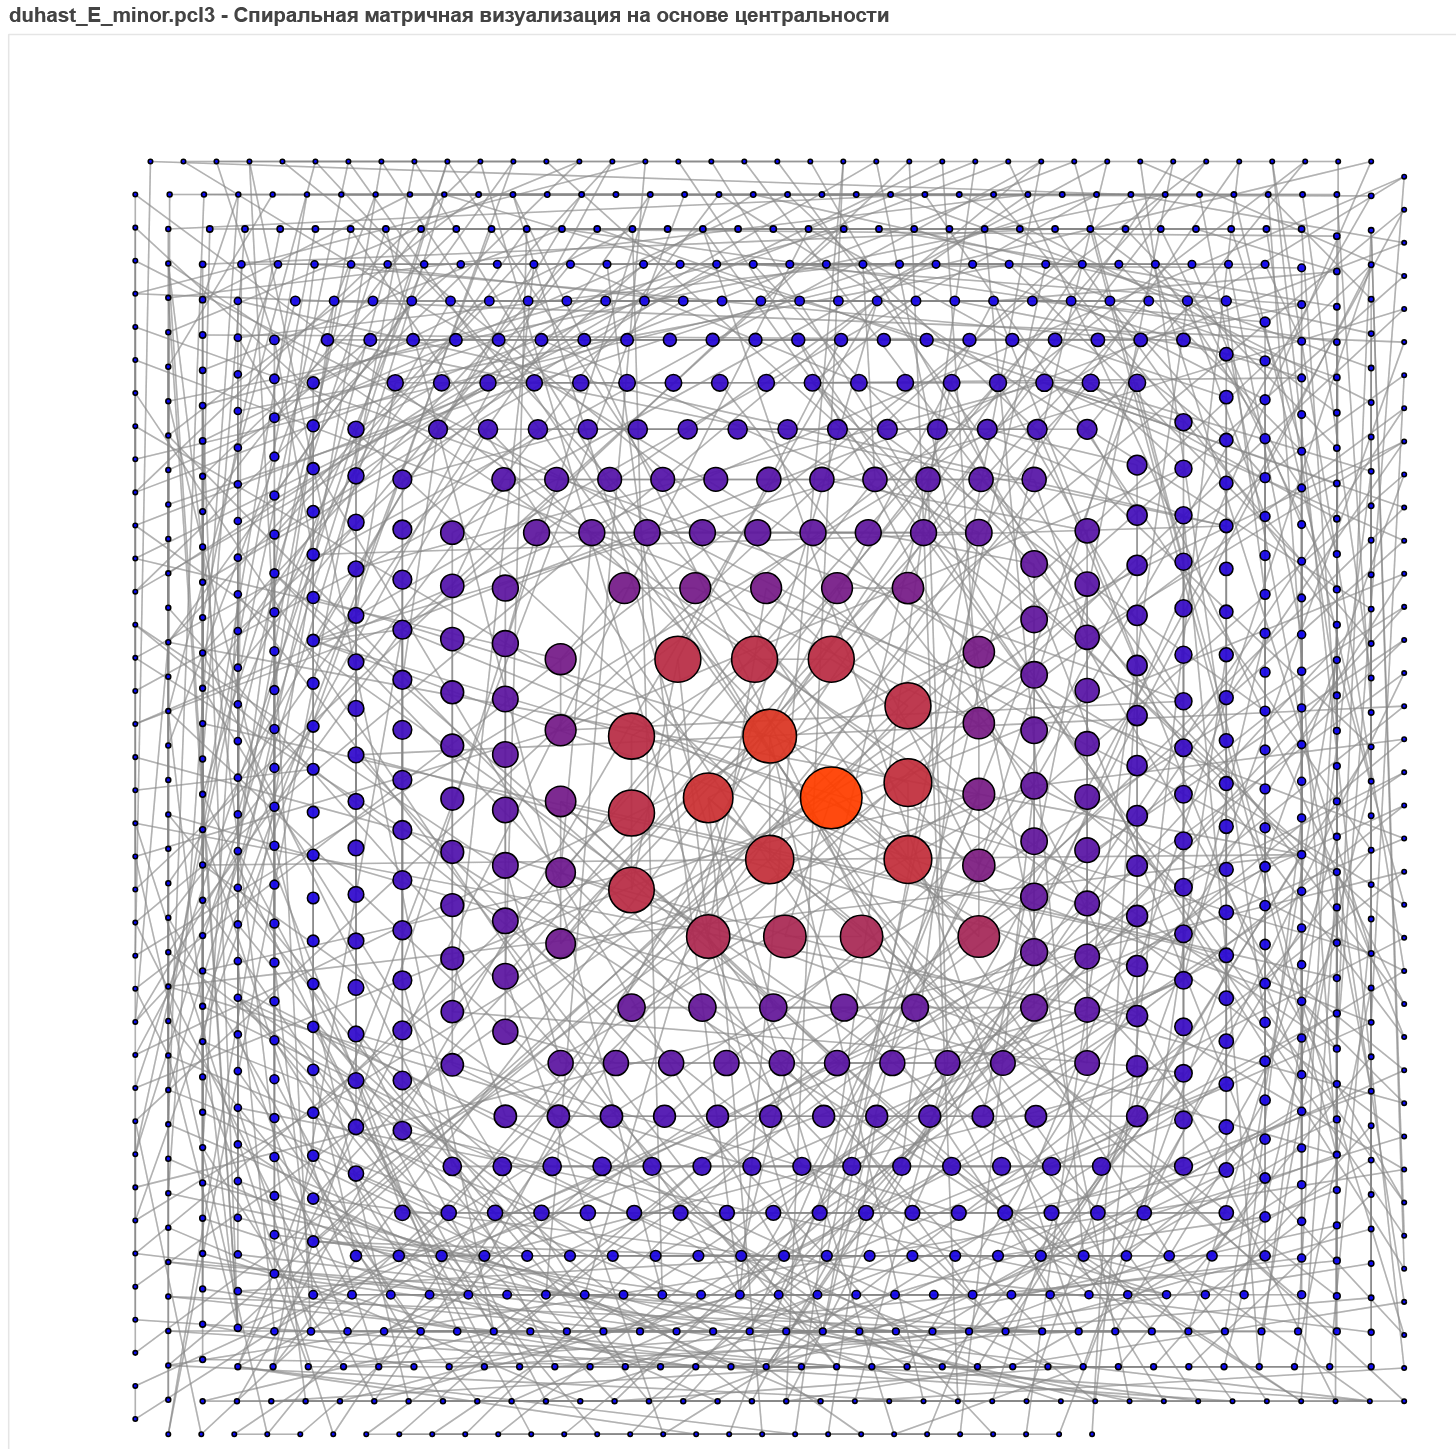 duhast_E_minor.pcl3 - Спиральная матричная визуализация на основе центральности